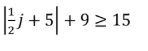 |½j + 5| + 9 ≥ 15